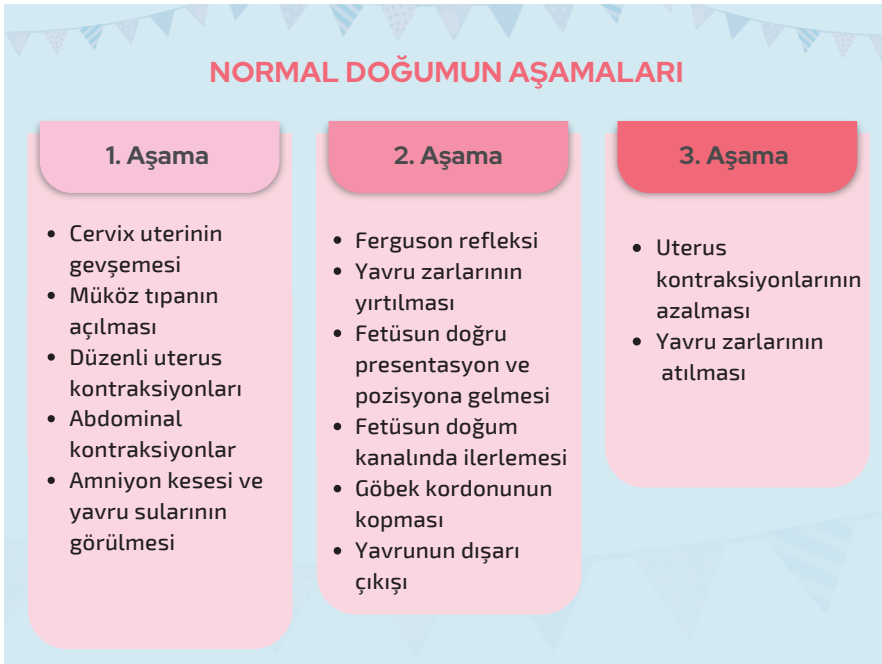 NORMAL DOĞUMUN AŞAMALARI
1. Aşama
• Cervix uterinin
gevşemesi
• Müköz tıpanın
açılması
• Düzenli uterus
kontraksiyonları
• Abdominal
kontraksiyonlar
• Amniyon kesesi ve
yavru sularının
görülmesi
2. Aşama
• Ferguson refleksi
• Yavru zarlarının
yırtılması
• Fetüsun doğru
presentasyon ve
pozisyona gelmesi
• Fetüsun doğum
kanalında ilerlemesi
• Göbek kordonunun
kopması
• Yavrunun dışarı
çıkışı
3. Aşama
• Uterus
kontraksiyonlarının
azalması
• Yavru zarlarının
atılması